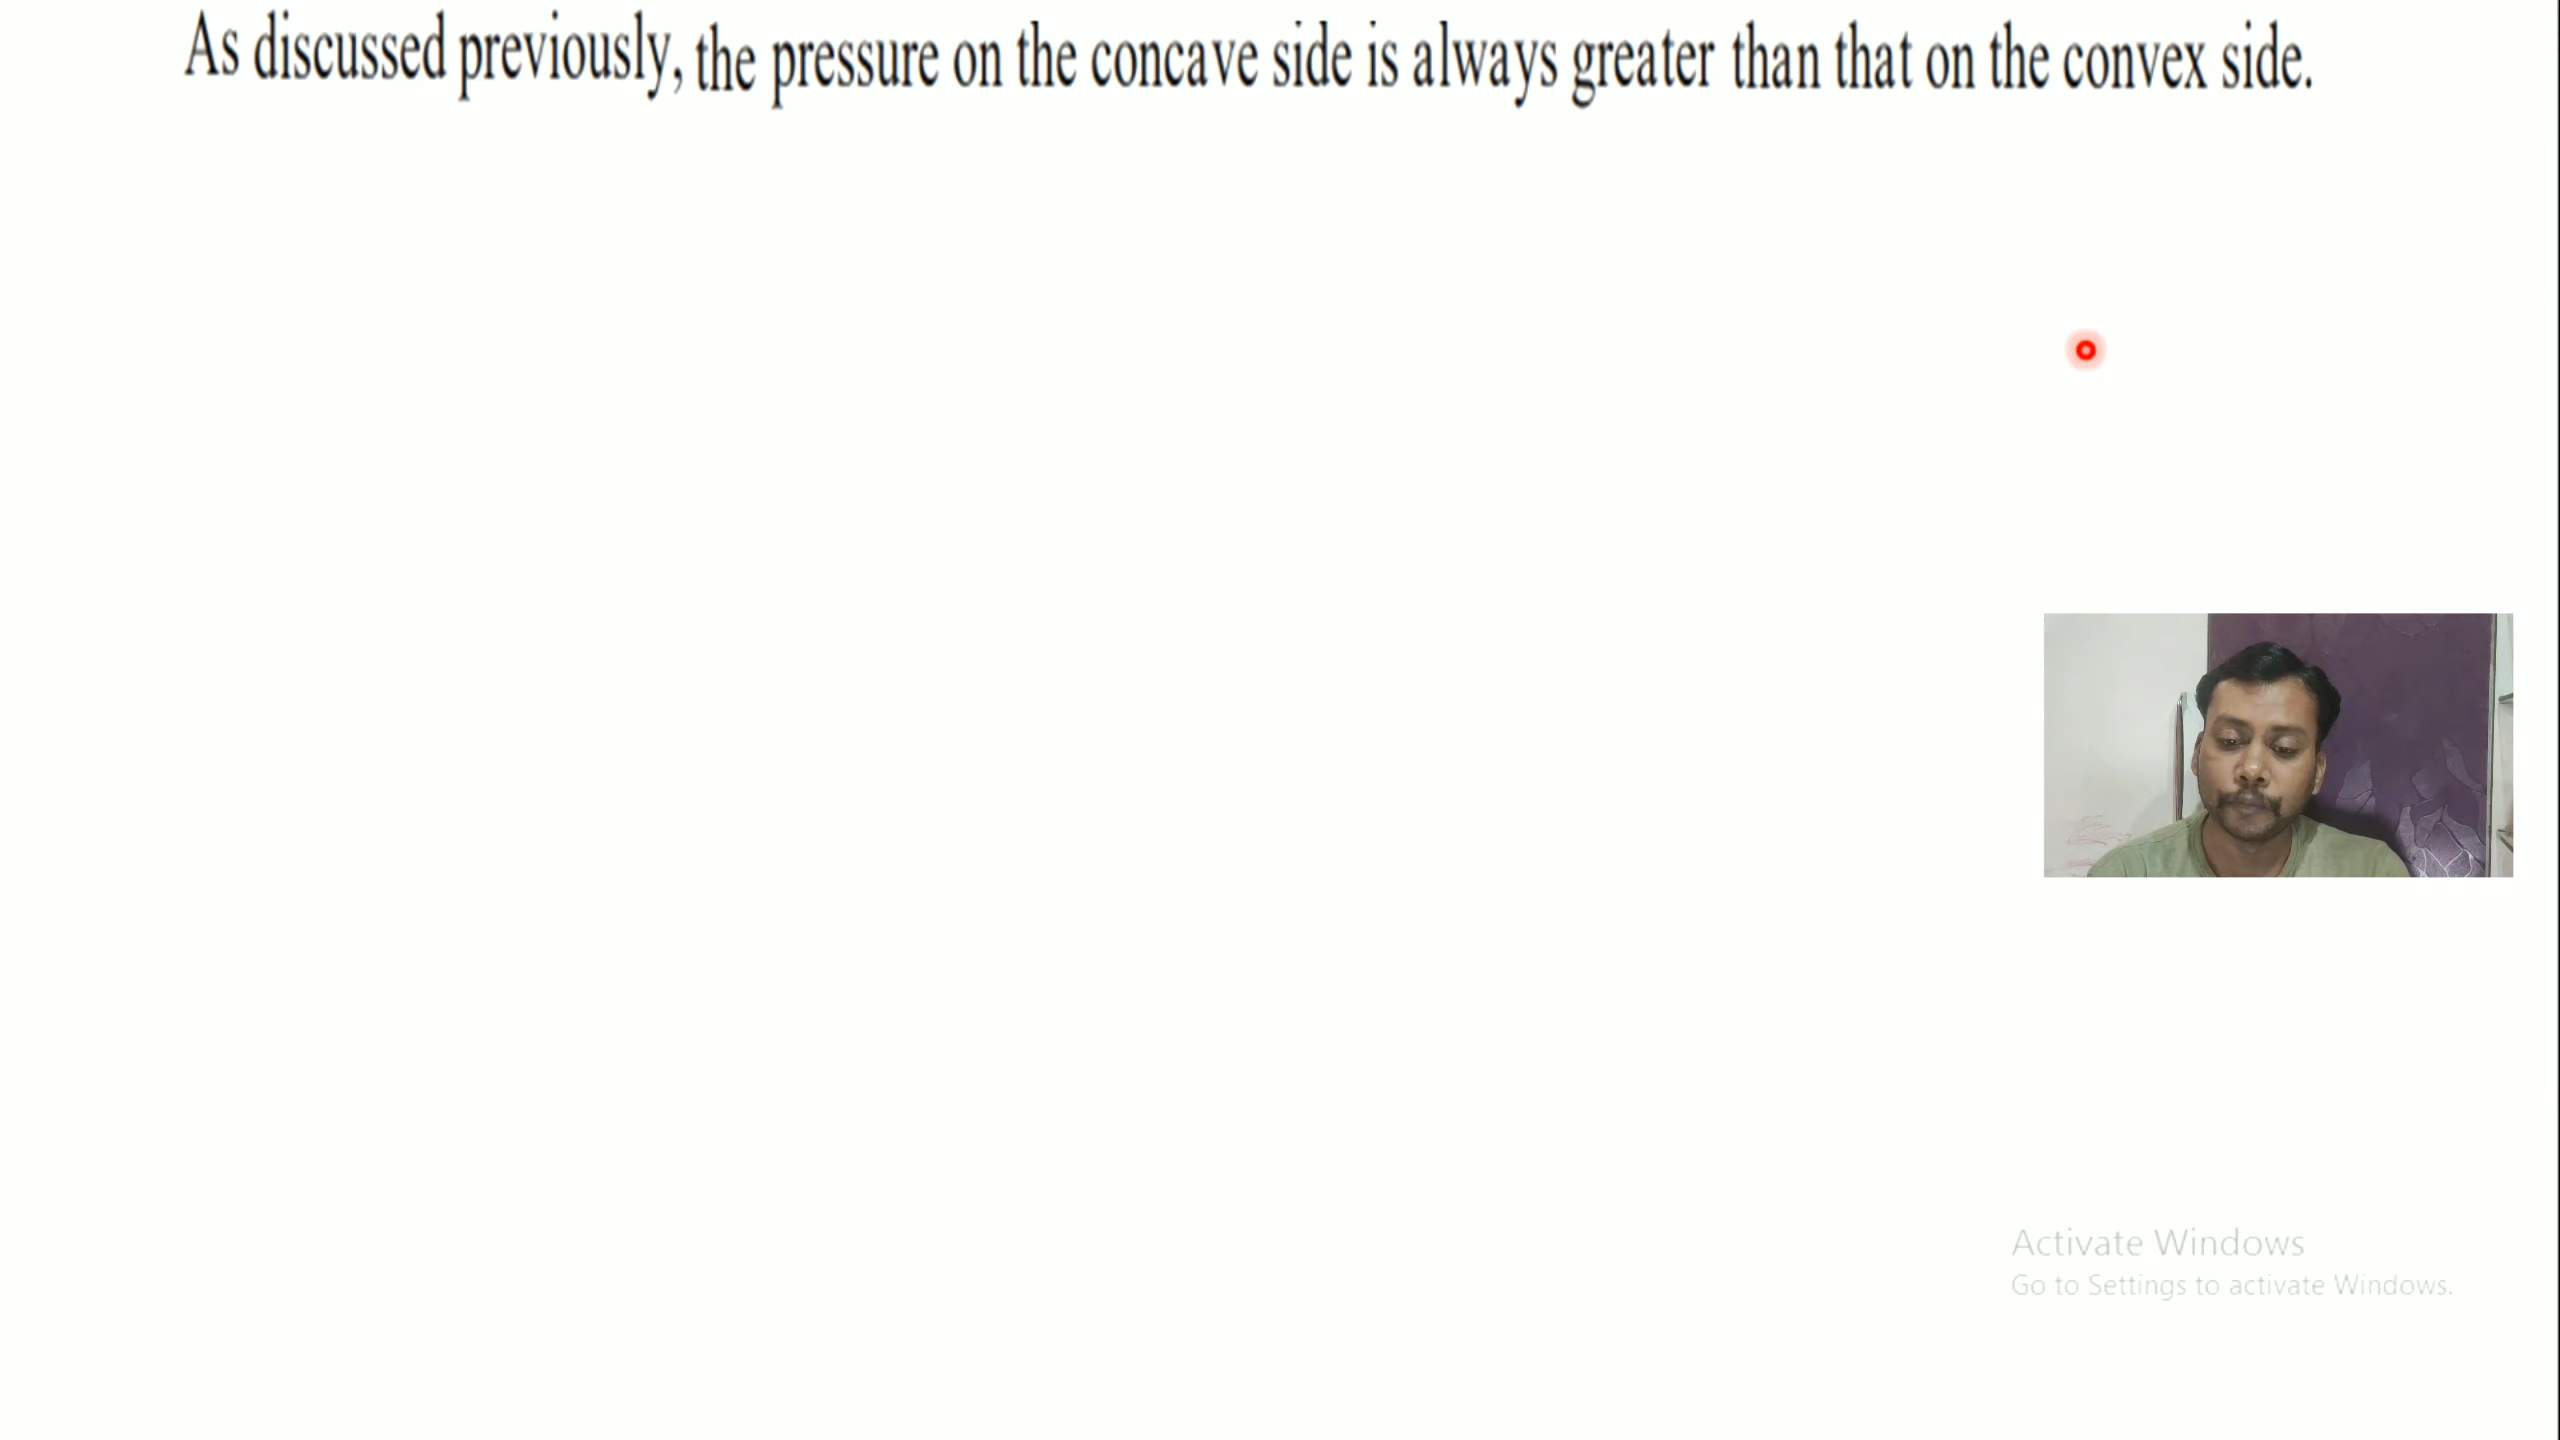 As discussed previously, the pressure on the concave side is always greater than that on the convex side.
Activate Windows
Go to Settings to activate Windows.